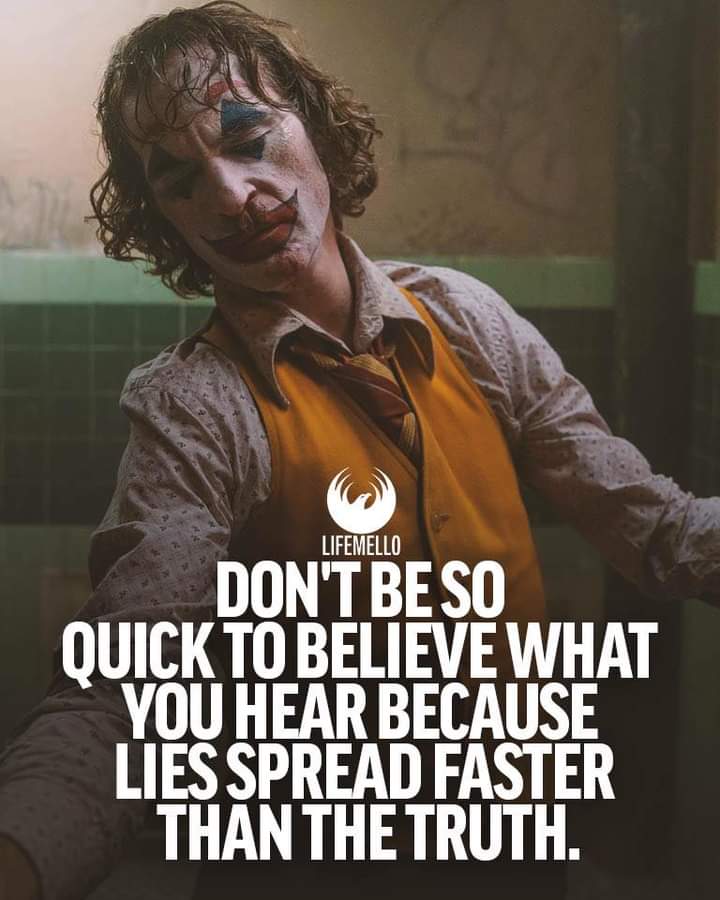 LIFEMELLO
DON'T BE SO
QUICK TO BELIEVE WHAT
YOU HEAR BECAUSE
LIES SPREAD FASTER
THAN THE TRUTH.